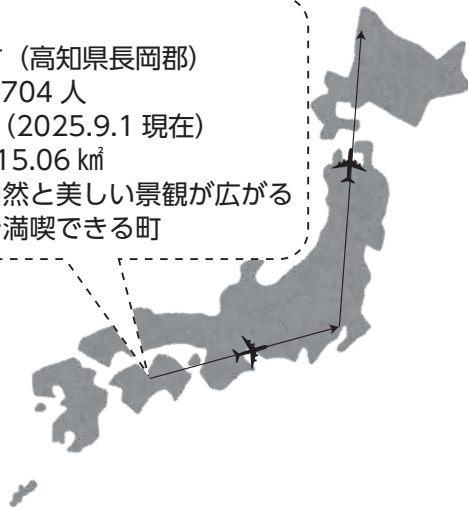 （高知県長岡郡）
704 人
（2025.9.1 現在）
15.06 ㎢
然と美しい景観が広がる
満喫できる町